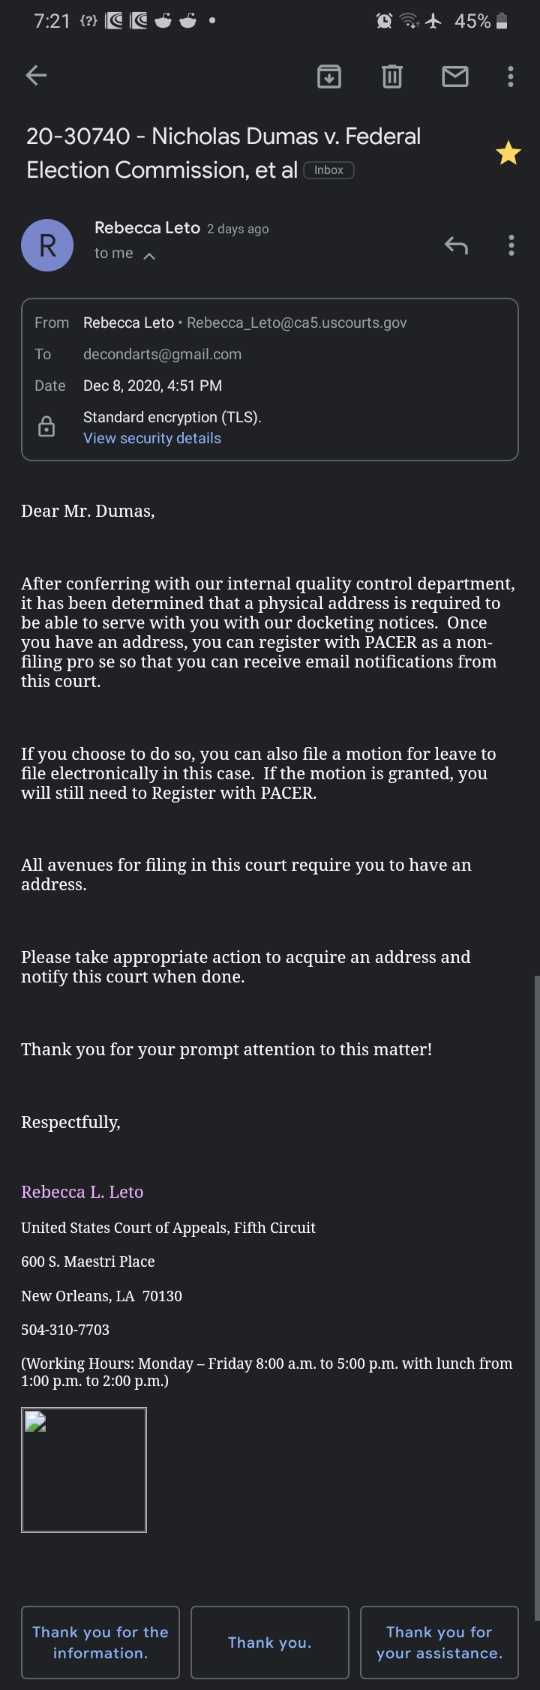 7:21
45%
20-30740 - Nicholas Dumas v. Federal
Election Commission, et al Inbox
R
Rebecca Leto 2 days ago
to me
From Rebecca Leto • Rebecca_Leto@ca5.uscourts.gov
To decondarts@gmail.com
Date Dec 8, 2020, 4:51 PM
Standard encryption (TLS).
View security details
Dear Mr. Dumas,
After conferring with our internal quality control department,
it has been determined that a physical address is required to
be able to serve with you with our docketing notices.  Once
you have an address, you can register with PACER as a non-
filing pro se so that you can receive email notifications from
this court.
If you choose to do so, you can also file a motion for leave to
file electronically in this case.  If the motion is granted, you
will still need to Register with PACER.
All avenues for filing in this court require you to have an
address.
Please take appropriate action to acquire an address and
notify this court when done.
Thank you for your prompt attention to this matter!
Respectfully,
Rebecca L. Leto
United States Court of Appeals, Fifth Circuit
600 S. Maestri Place
New Orleans, LA  70130
504-310-7703
(Working Hours: Monday – Friday 8:00 a.m. to 5:00 p.m. with lunch from
1:00 p.m. to 2:00 p.m.)
Thank you for the
information.
Thank you.
Thank you for
your assistance.